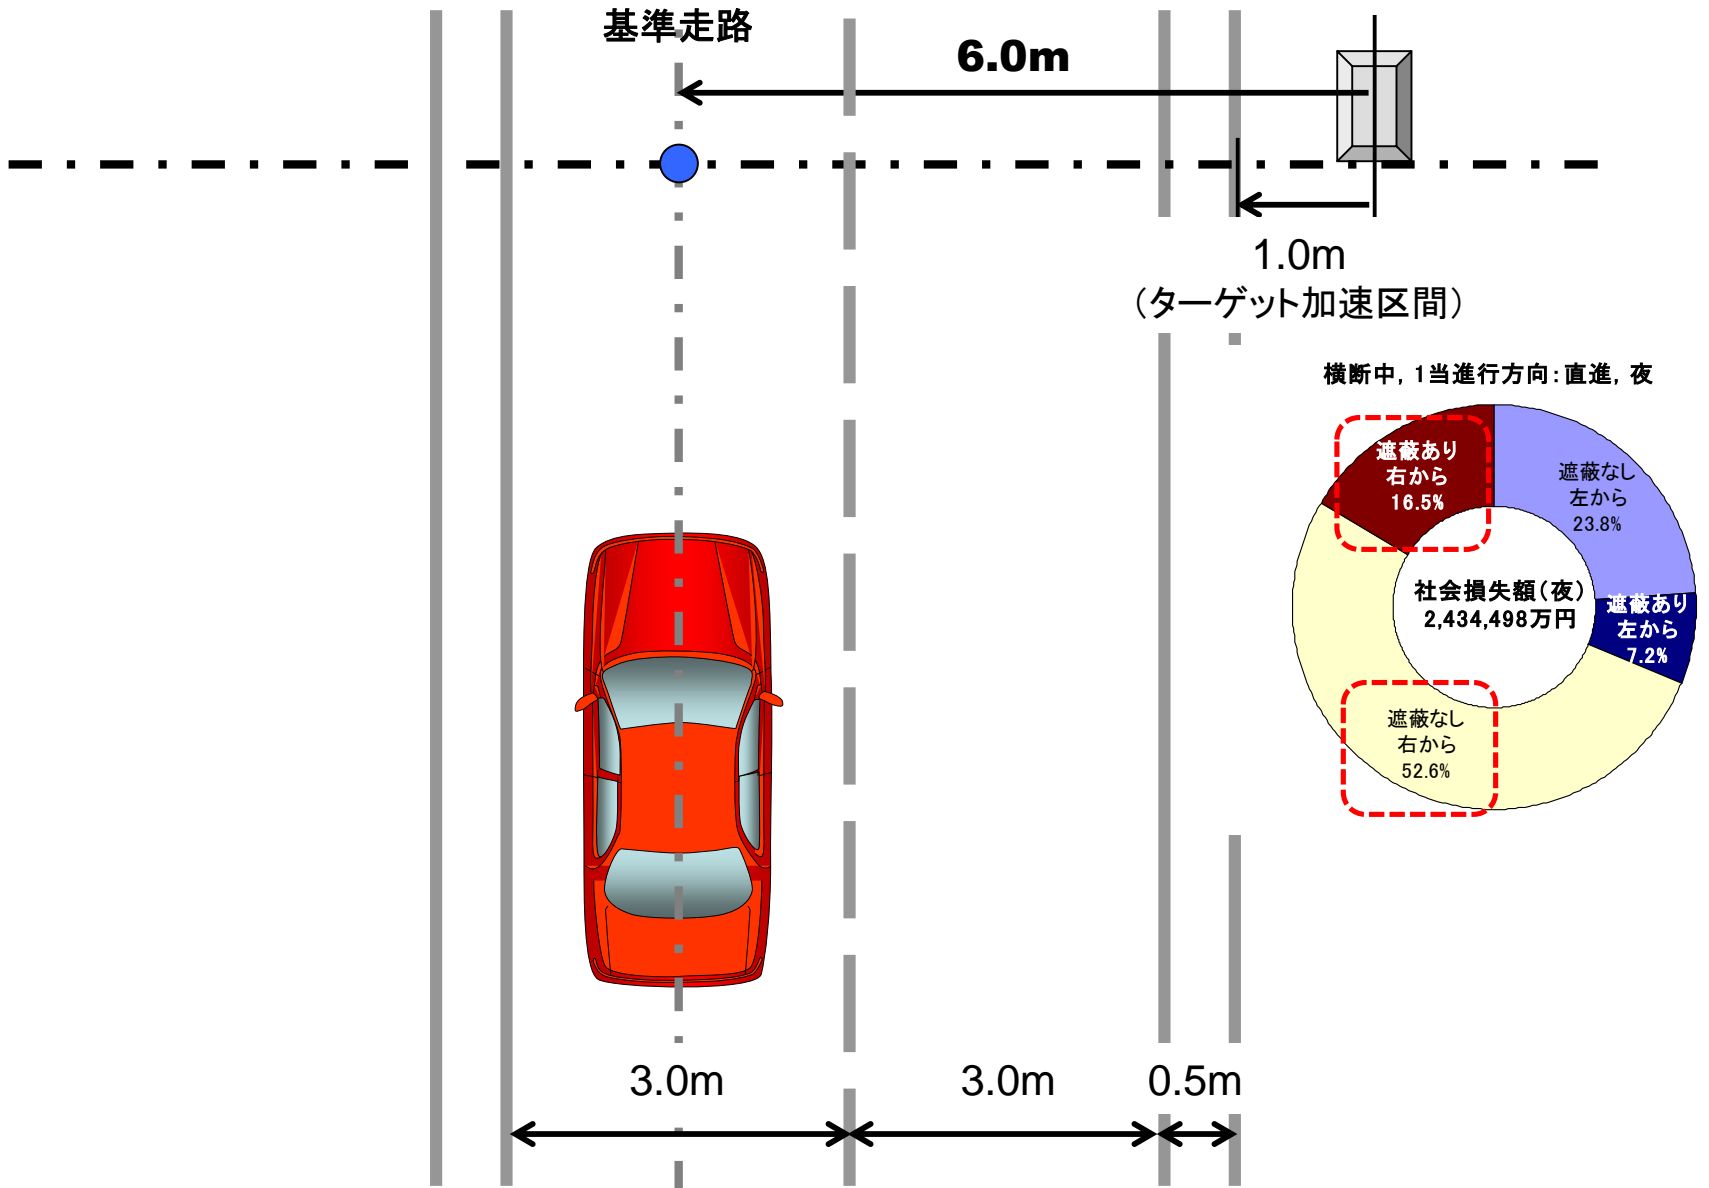 基準走路
6.0m
1.0m
（ターゲット加速区間）
横断中, 1当進行方向：直進, 夜
遮蔽あり
右から
16.5%
遮蔽なし
左から
23.8%
社会損失額（夜）
2,434,498万円
遮蔽あり
左から
7.2%
遮蔽なし
右から
52.6%
3.0m
3.0m
0.5m